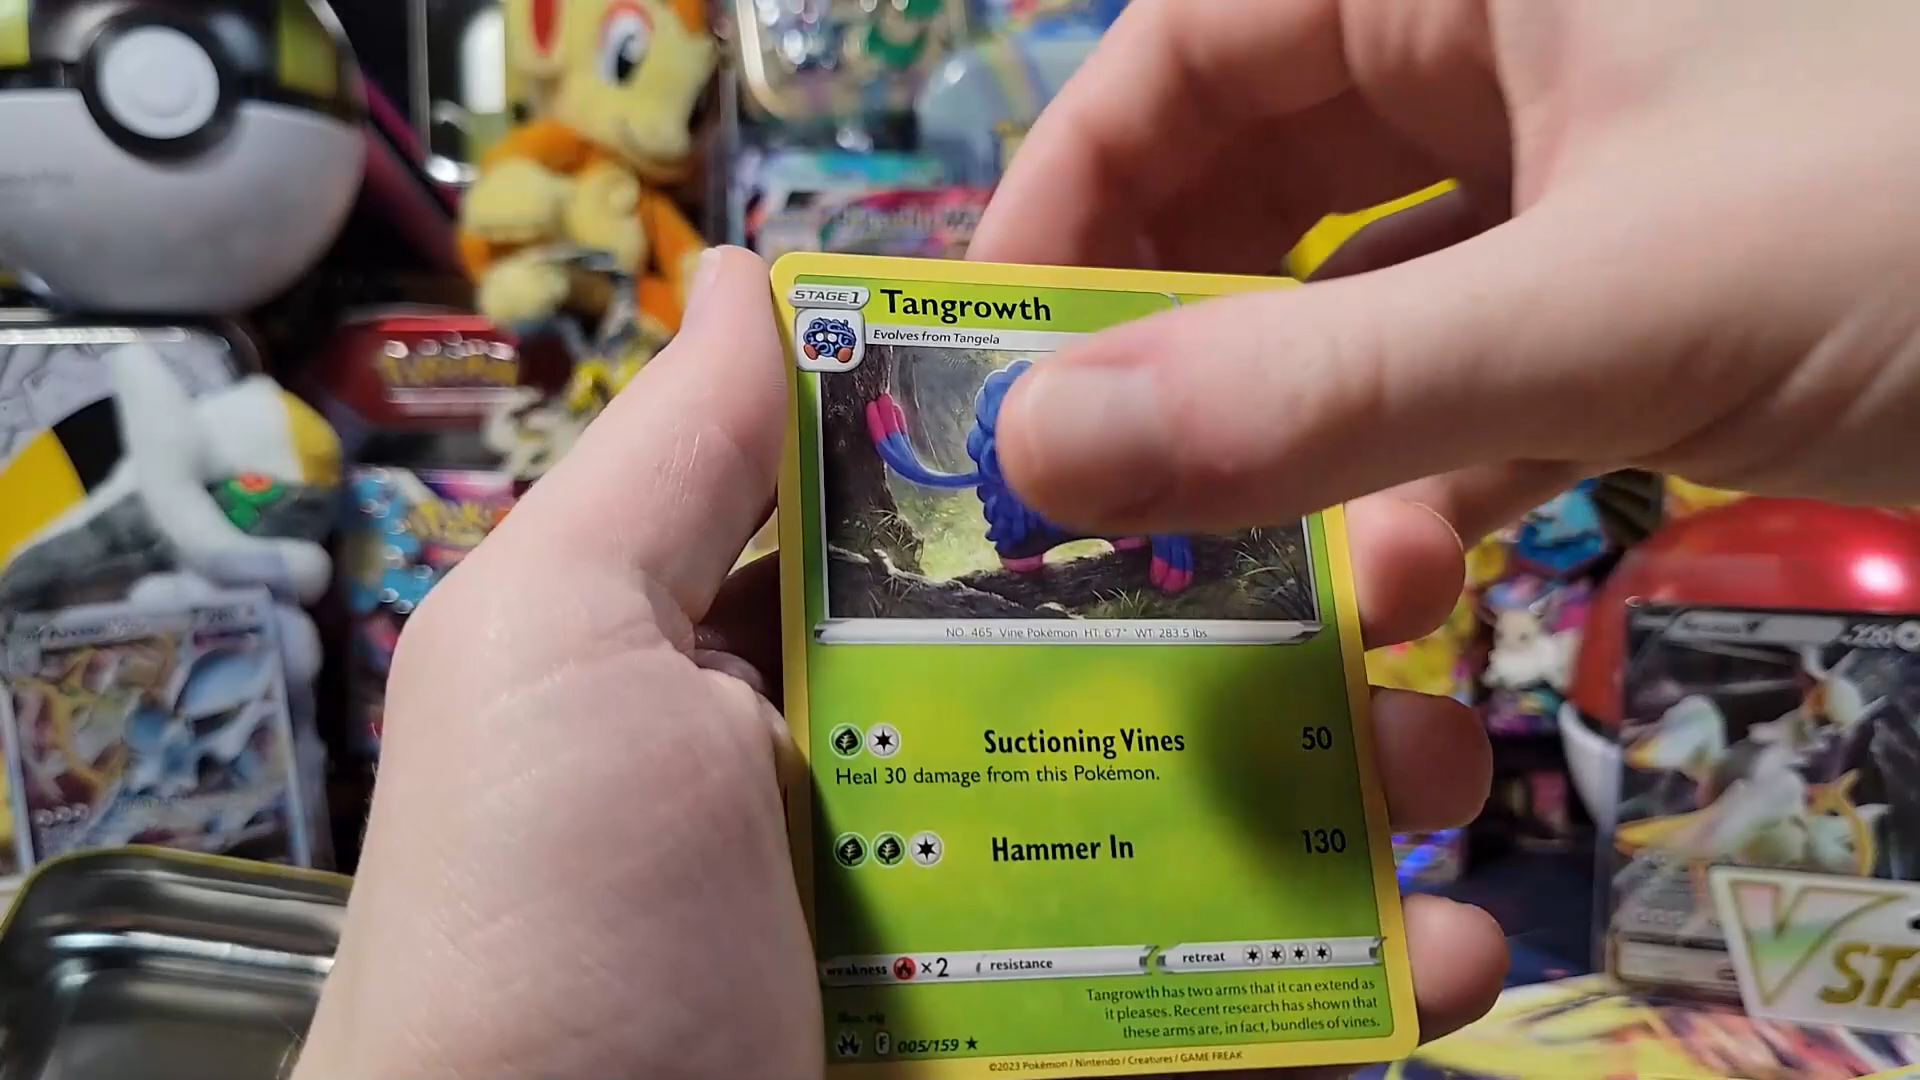 STAGE 1
Tangrowth
Evolves from Tangela
NO. 465 Vine Pokémon HT: 6'7" WT: 283.5 lbs
Suctioning Vines 50
Heal 30 damage from this Pokémon.
Hammer In 130
weakness ×2 resistance retreat
Tangrowth has two arms that it can extend as
it pleases. Recent research has shown that
these arms are, in fact, bundles of vines.
F 005/159 ★
©2023 Pokémon / Nintendo / Creatures / GAME FREAK
220
V STA